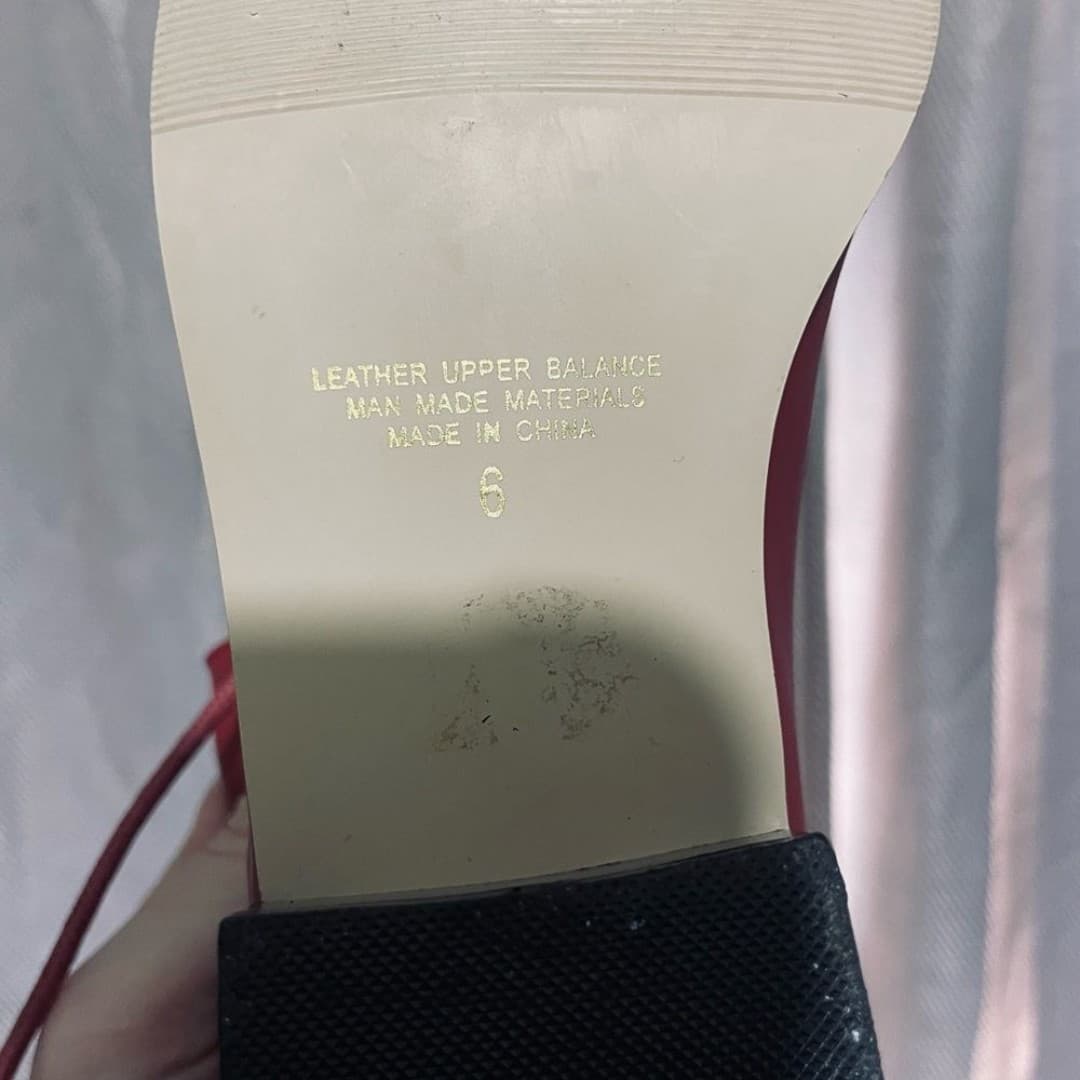 LEATHER UPPER BALANCE
MAN MADE MATERIALS
MADE IN CHINA
6